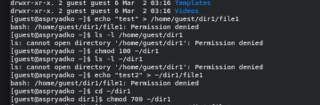 drwxr-xr-x. 2 guest guest 6 Mar 2 03:16 Templates
drwxr-xr-x. 2 guest guest 6 Mar 2 03:16 Videos
[guest@aspryadko ~]$ echo "test" > /home/guest/dir1/file1
bash: /home/guest/dir1/file1: Permission denied
[guest@aspryadko ~]$ ls -l /home/guest/dir1
ls: cannot open directory '/home/guest/dir1': Permission denied
[guest@aspryadko ~]$ chmod 100 ~/dir1
[guest@aspryadko ~]$ ls -l ~/dir1
ls: cannot open directory '/home/guest/dir1': Permission denied
[guest@aspryadko ~]$ echo "test2" > ~/dir1/file1
bash: /home/guest/dir1/file1: Permission denied
[guest@aspryadko ~]$ cd ~/dir1
[guest@aspryadko dir1]$ chmod 700 ~/dir1